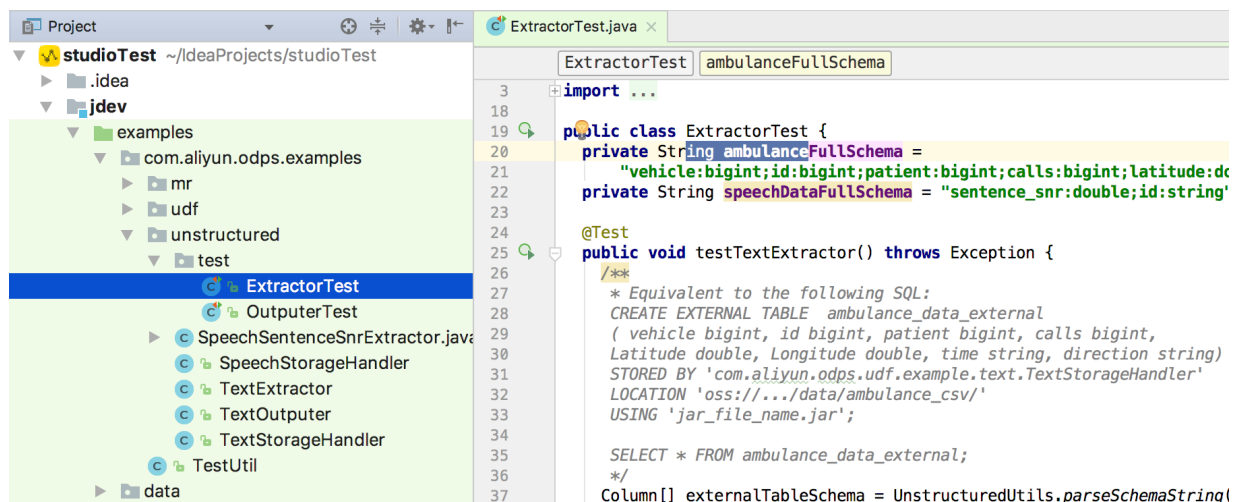 Project
studioTest ~/IdeaProjects/studioTest
.idea
jdev
examples
com.aliyun.odps.examples
mr
udf
unstructured
test
ExtractorTest
OutputerTest
SpeechSentenceSnrExtractor.java
SpeechStorageHandler
TextExtractor
TextOutputer
TextStorageHandler
TestUtil
data
ExtractorTest.java
ExtractorTest ambulanceFullSchema
3 import ...
18
19 public class ExtractorTest {
20 private String ambulanceFullSchema =
21 "vehicle:bigint;id:bigint;patient:bigint;calls:bigint;latitude:do
22 private String speechDataFullSchema = "sentence_snr:double;id:string"
23
24 @Test
25 public void testTextExtractor() throws Exception {
26 /**
27 * Equivalent to the following SQL:
28 CREATE EXTERNAL TABLE ambulance_data_external
29 ( vehicle bigint, id bigint, patient bigint, calls bigint,
30 Latitude double, Longitude double, time string, direction string)
31 STORED BY 'com.aliyun.odps.udf.example.text.TextStorageHandler'
32 LOCATION 'oss://.../data/ambulance_csv/'
33 USING 'jar_file_name.jar';
34
35 SELECT * FROM ambulance_data_external;
36 */
37 Column[] externalTableSchema = UnstructuredUtils.parseSchemaString(